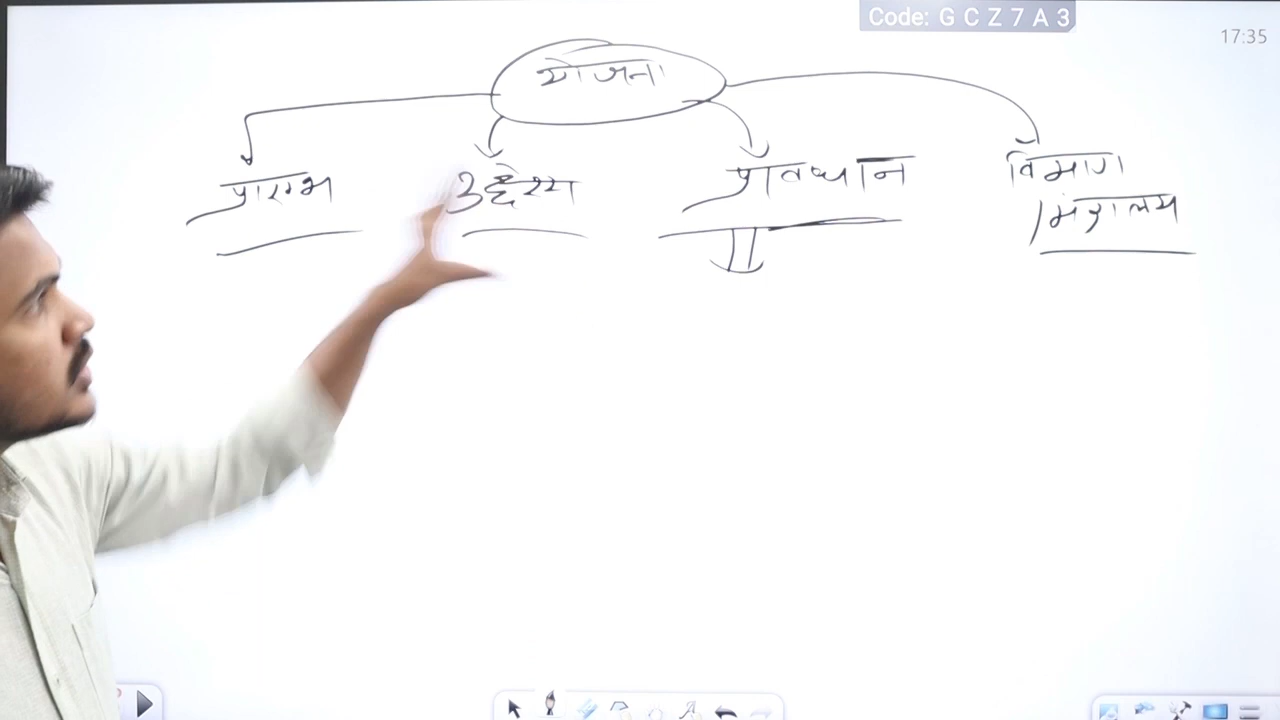 Code: G C Z 7 A 3
17:35
योजना
प्रारम्भ
उद्देश्य
प्रावधान
विभाग
/मंत्रालय